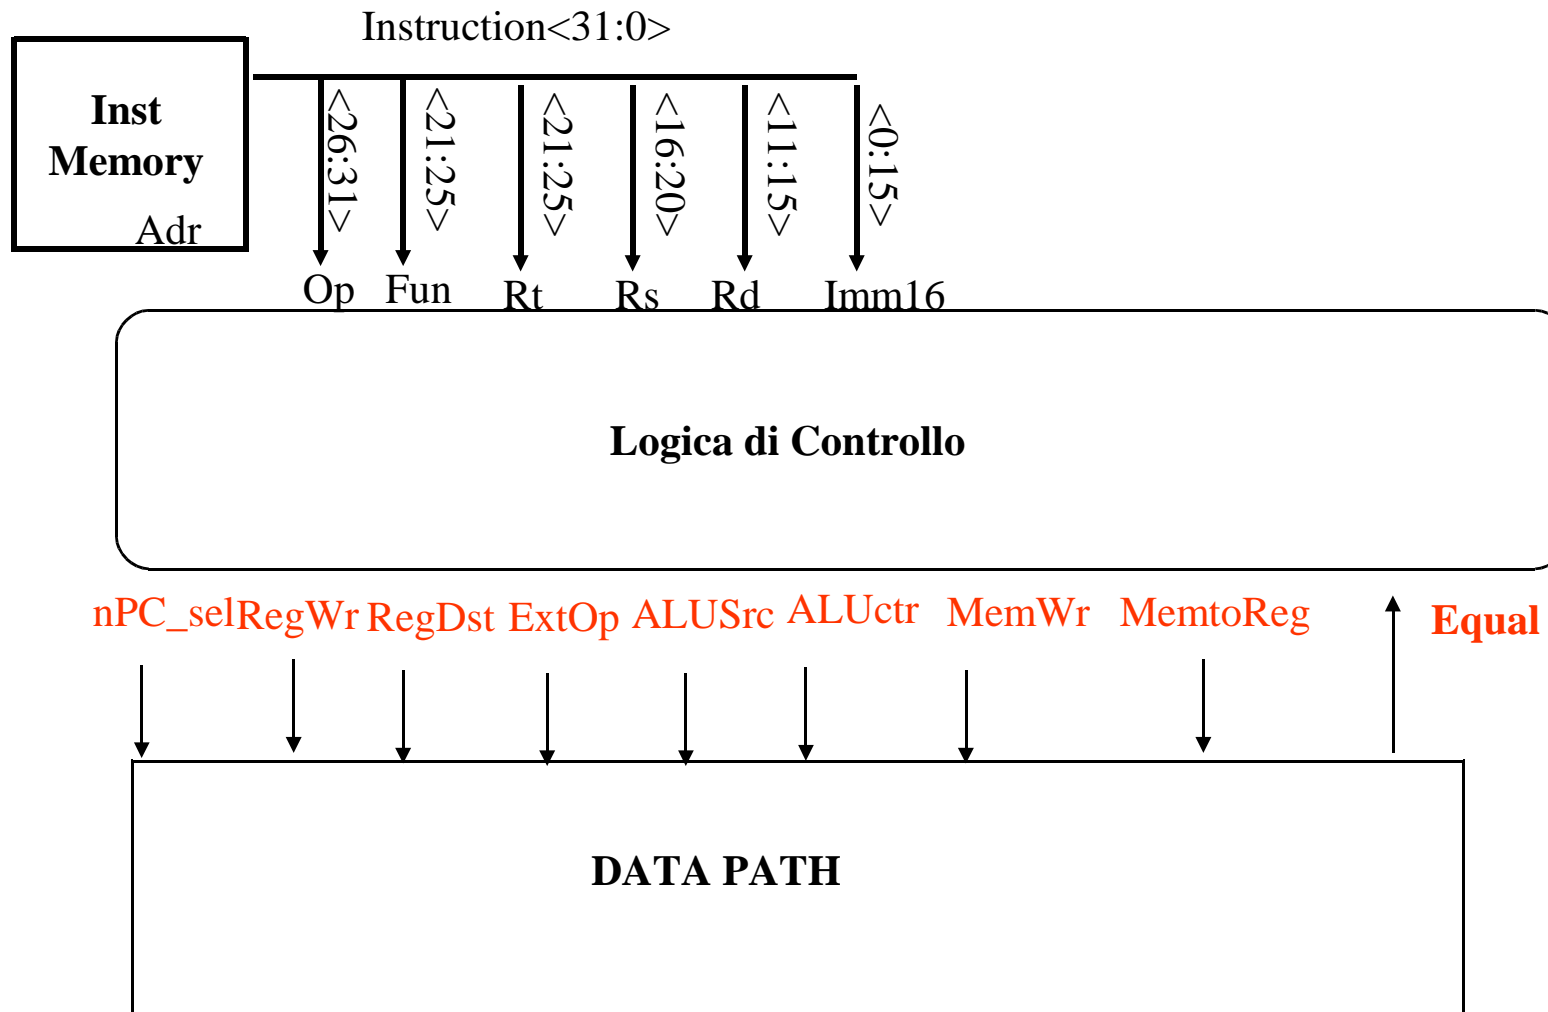 Instruction<31:0>
Inst
Memory
Adr
<26:31>
<21:25>
<21:25>
<16:20>
<11:15>
<0:15>
Op Fun Rt Rs Rd Imm16
Logica di Controllo
nPC_sel RegWr RegDst ExtOp ALUSrc ALUctr MemWr MemtoReg Equal
DATA PATH